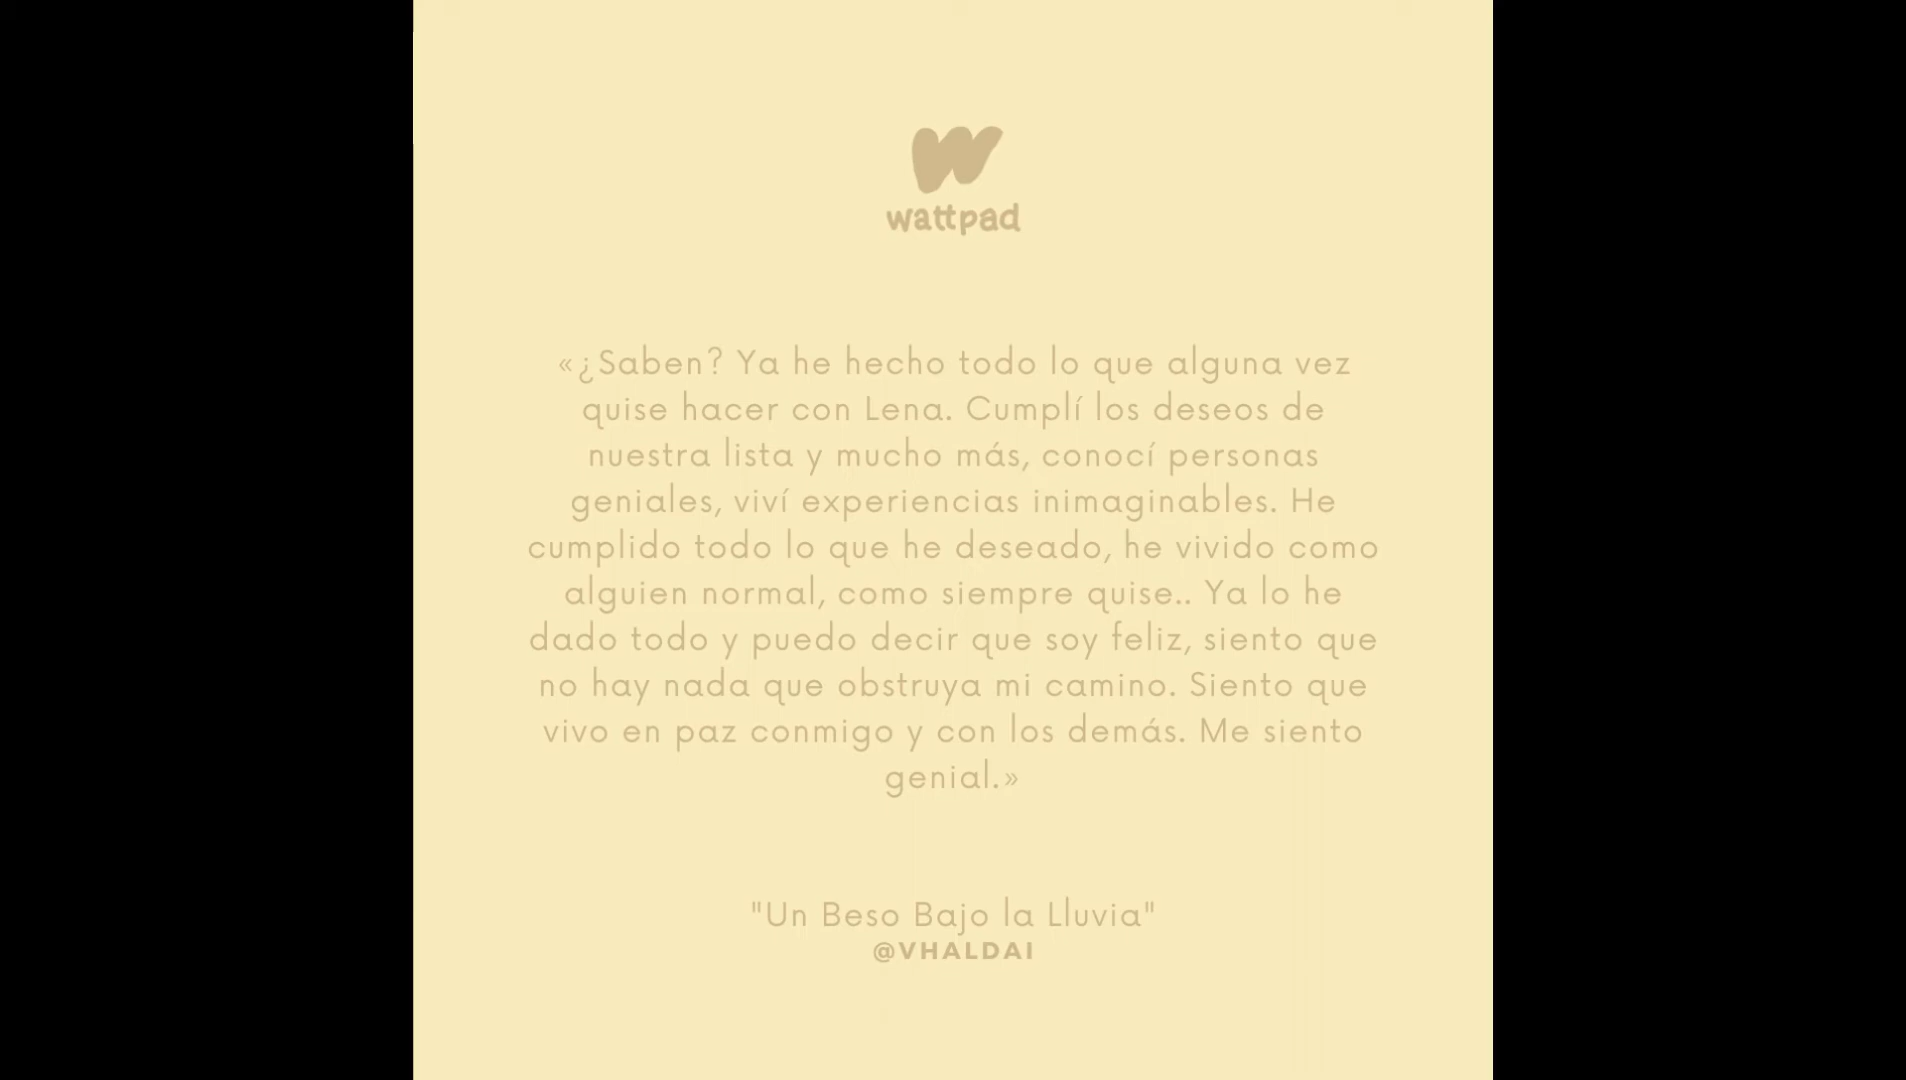 wattpad
«¿Saben? Ya he hecho todo lo que alguna vez
quise hacer con Lena. Cumplí los deseos de
nuestra lista y mucho más, conocí personas
geniales, viví experiencias inimaginables. He
cumplido todo lo que he deseado, he vivido como
alguien normal, como siempre quise.. Ya lo he
dado todo y puedo decir que soy feliz, siento que
no hay nada que obstruya mi camino. Siento que
vivo en paz conmigo y con los demás. Me siento
genial.»
"Un Beso Bajo la Lluvia"
@VHALDAI